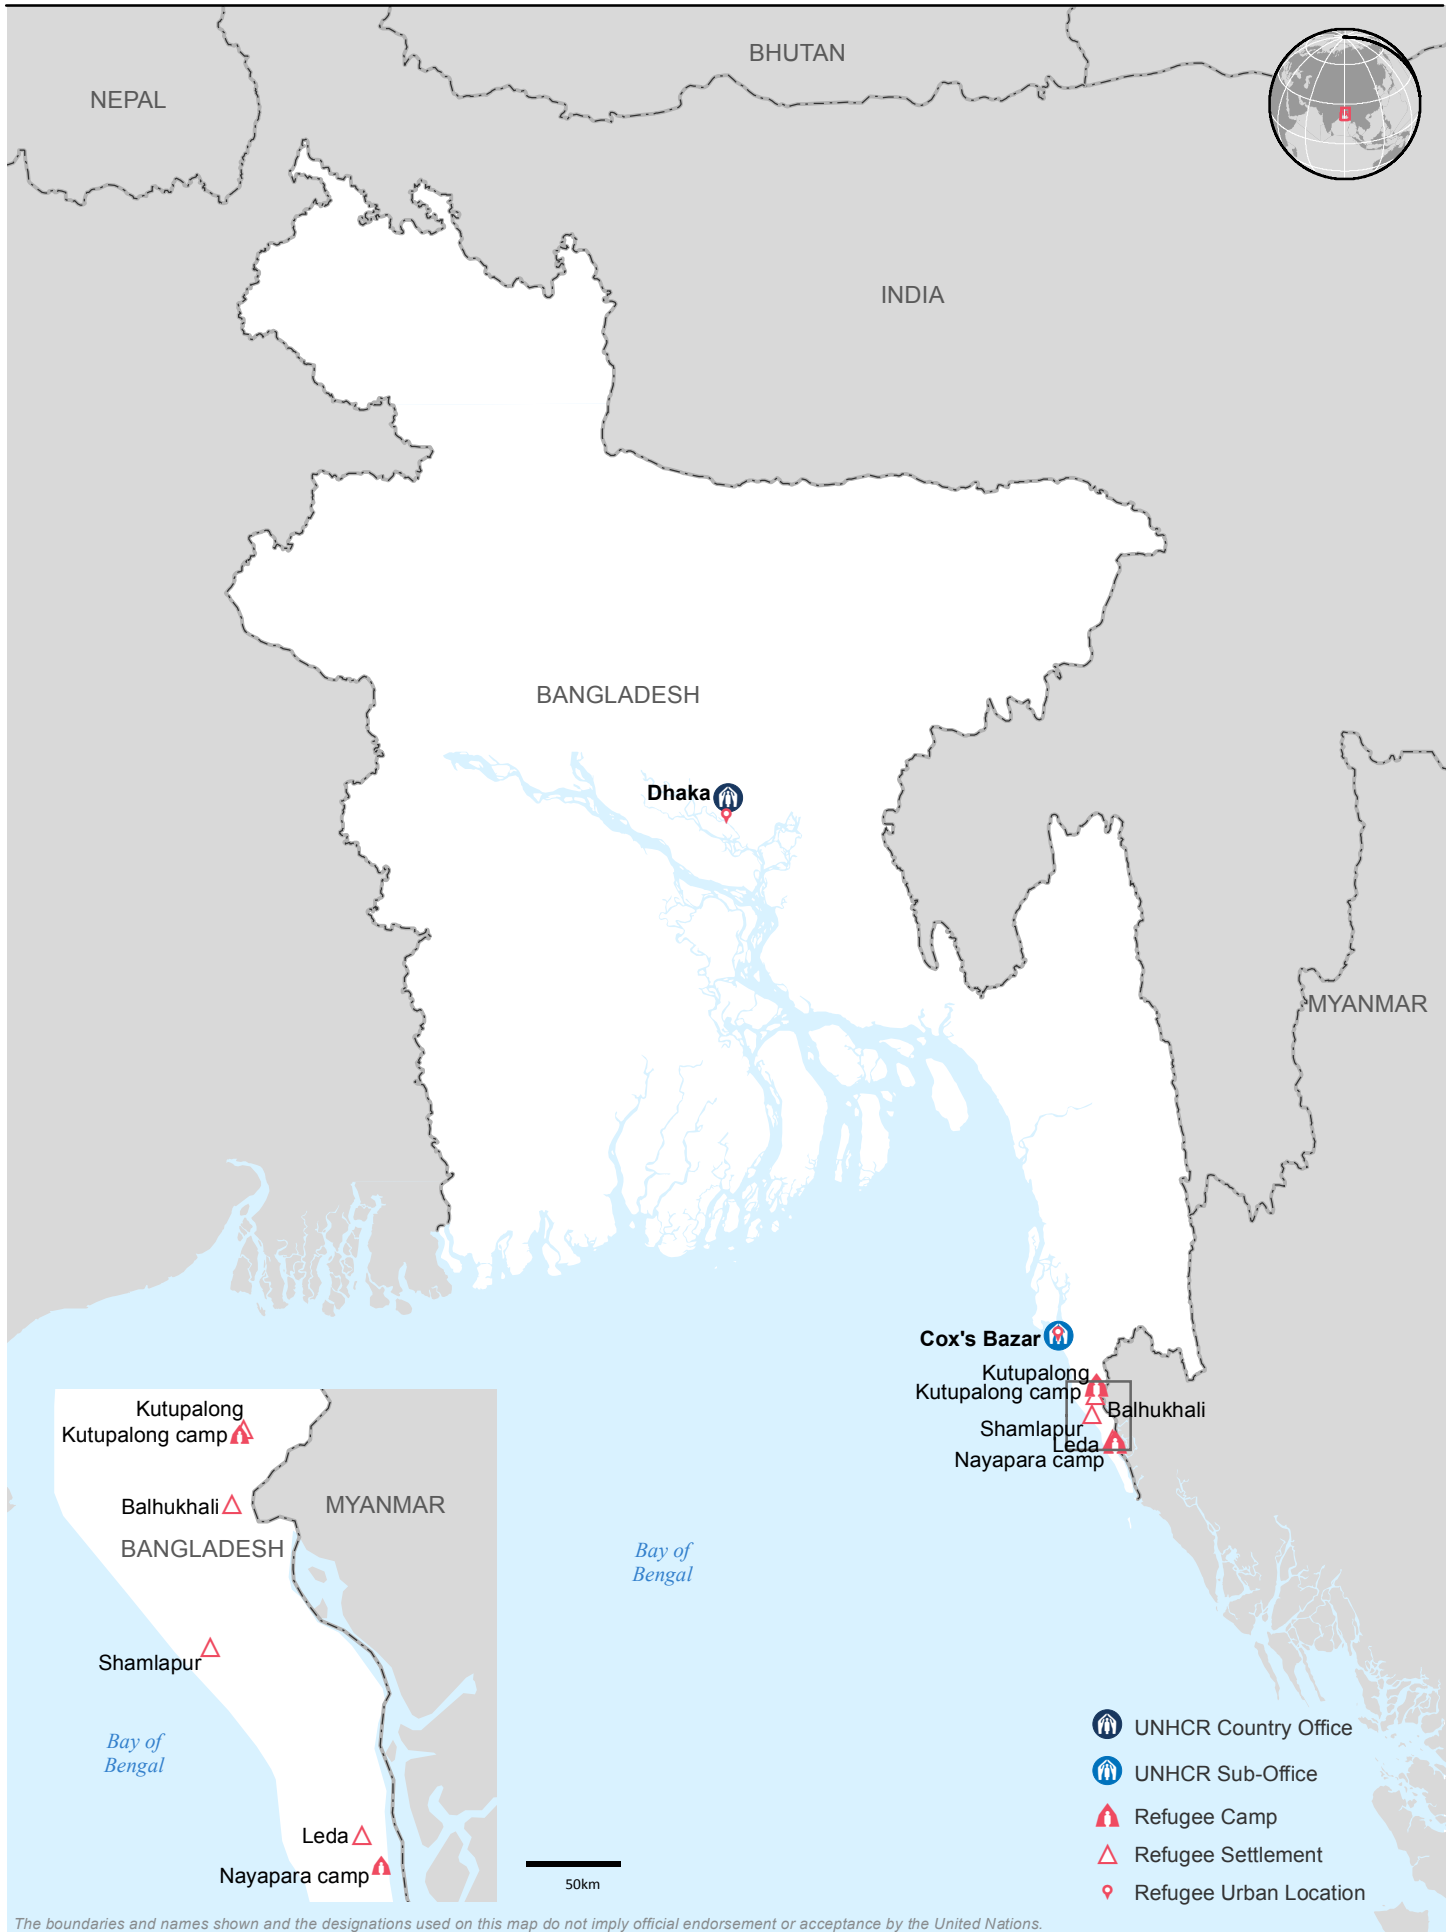 BHUTAN
NEPAL
INDIA
BANGLADESH
Dhaka
MYANMAR
Cox's Bazar
Kutupalong
Kutupalong camp
Balhukhali
Shamlapur
Leda
Nayapara camp
Kutupalong
Kutupalong camp
Balhukhali
MYANMAR
BANGLADESH
Shamlapur
Bay of
Bengal
Leda
Nayapara camp
Bay of
Bengal
50km
UNHCR Country Office
UNHCR Sub-Office
Refugee Camp
Refugee Settlement
Refugee Urban Location
The boundaries and names shown and the designations used on this map do not imply official endorsement or acceptance by the United Nations.